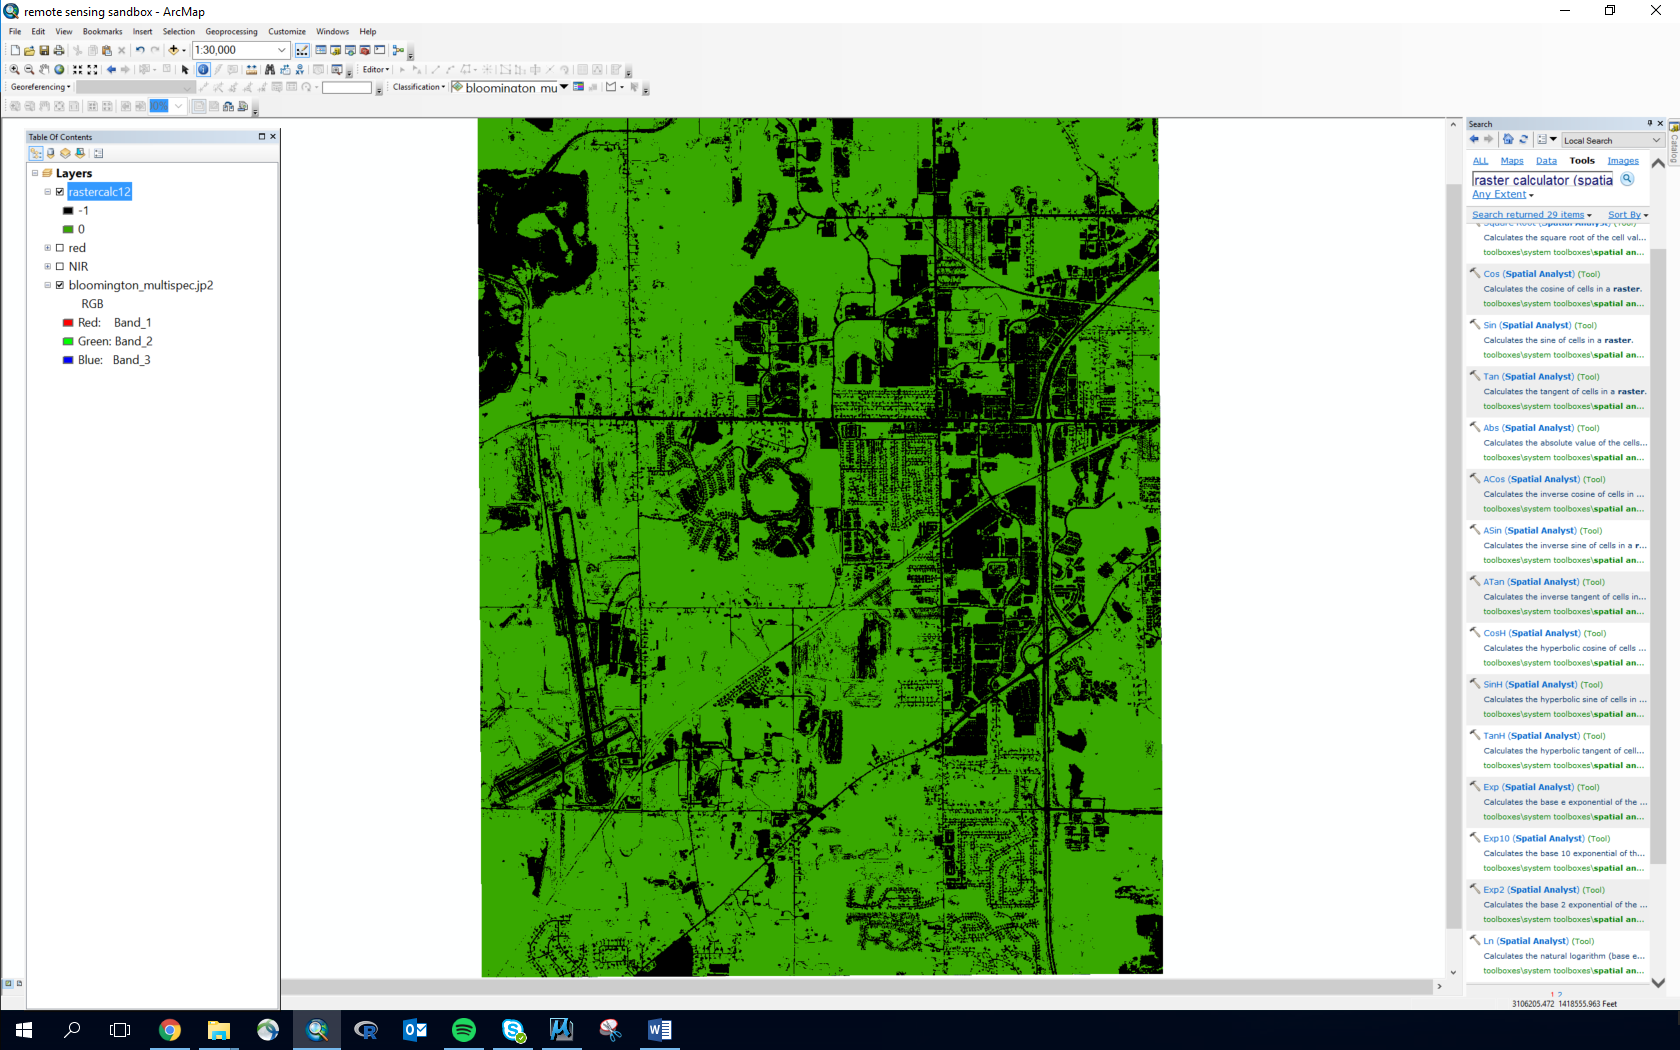 remote sensing sandbox - ArcMap
File Edit View Bookmarks Insert Selection Geoprocessing Customize Windows Help
1:30,000
Editor
Georeferencing
Classification
bloomington mu
Table Of Contents
Layers
rastercalc12
-1
0
red
NIR
bloomington_multispec.jp2
RGB
Red: Band_1
Green: Band_2
Blue: Band_3
Search
Local Search
ALL Maps Data Tools Images
raster calculator (spatia
Any Extent
Search returned 29 items Sort By
Square Root (Spatial Analyst) (Tool)
Calculates the square root of the cell val...
toolboxes\system toolboxes\spatial an...
Cos (Spatial Analyst) (Tool)
Calculates the cosine of cells in a raster.
toolboxes\system toolboxes\spatial an...
Sin (Spatial Analyst) (Tool)
Calculates the sine of cells in a raster.
toolboxes\system toolboxes\spatial an...
Tan (Spatial Analyst) (Tool)
Calculates the tangent of cells in a raster.
toolboxes\system toolboxes\spatial an...
Abs (Spatial Analyst) (Tool)
Calculates the absolute value of the cells...
toolboxes\system toolboxes\spatial an...
ACos (Spatial Analyst) (Tool)
Calculates the inverse cosine of cells in ...
toolboxes\system toolboxes\spatial an...
ASin (Spatial Analyst) (Tool)
Calculates the inverse sine of cells in a r...
toolboxes\system toolboxes\spatial an...
ATan (Spatial Analyst) (Tool)
Calculates the inverse tangent of cells in...
toolboxes\system toolboxes\spatial an...
CosH (Spatial Analyst) (Tool)
Calculates the hyperbolic cosine of cells ...
toolboxes\system toolboxes\spatial an...
SinH (Spatial Analyst) (Tool)
Calculates the hyperbolic sine of cells in ...
toolboxes\system toolboxes\spatial an...
TanH (Spatial Analyst) (Tool)
Calculates the hyperbolic tangent of cell...
toolboxes\system toolboxes\spatial an...
Exp (Spatial Analyst) (Tool)
Calculates the base e exponential of the ...
toolboxes\system toolboxes\spatial an...
Exp10 (Spatial Analyst) (Tool)
Calculates the base 10 exponential of th...
toolboxes\system toolboxes\spatial an...
Exp2 (Spatial Analyst) (Tool)
Calculates the base 2 exponential of the ...
toolboxes\system toolboxes\spatial an...
Ln (Spatial Analyst) (Tool)
Calculates the natural logarithm (base e...
toolboxes\system toolboxes\spatial an...
1 2
Catalog
3106205.472 1418555.963 Feet